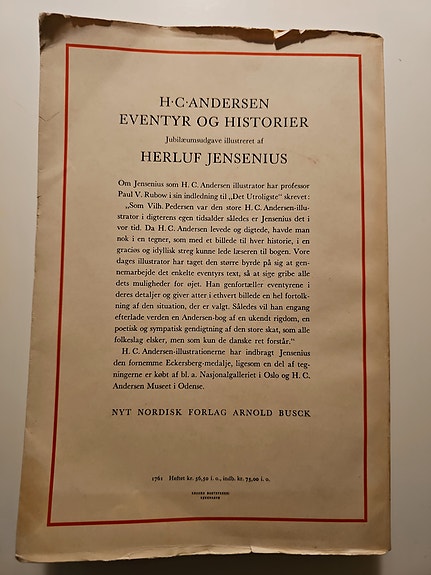 H·C·ANDERSEN
EVENTYR OG HISTORIER
Jubilæumsudgave illustreret af
HERLUF JENSENIUS
Om Jensenius som H. C. Andersen illustrator har professor
Paul V. Rubow i sin indledning til „Det Utroligste“ skrevet:
„Som Vilh. Pedersen var den store H. C. Andersen-illu-
strator i digterens egen tidsalder således er Jensenius det i
vor tid. Da H. C. Andersen levede og digtede, havde man
nok i en tegner, som med et billede til hver historie, i en
graciøs og idyllisk streg kunne lede læseren til bogen. Vore
dages illustrator har taget den større byrde på sig at gen-
nemarbejde det enkelte eventyrs text, så at sige gribe alle
dets muligheder for øjet. Han genfortæller eventyrene i
deres detaljer og giver atter i ethvert billede en hel fortolk-
ning af den situation, der er valgt. Således vil han engang
efterlade verden en Andersen-bog af en ukendt rigdom, en
poetisk og sympatisk gendigtning af den store skat, som alle
folkeslag elsker, men som kun de danske ret forstår.“
H. C. Andersen-illustrationerne har indbragt Jensenius
den fornemme Eckersberg-medalje, ligesom en del af teg-
ningerne er købt af bl. a. Nasjonalgalleriet i Oslo og H. C.
Andersen Museet i Odense.
NYT NORDISK FORLAG ARNOLD BUSCK
1761 Heftet kr. 56,50 i. o., indb. kr. 75,00 i. o.